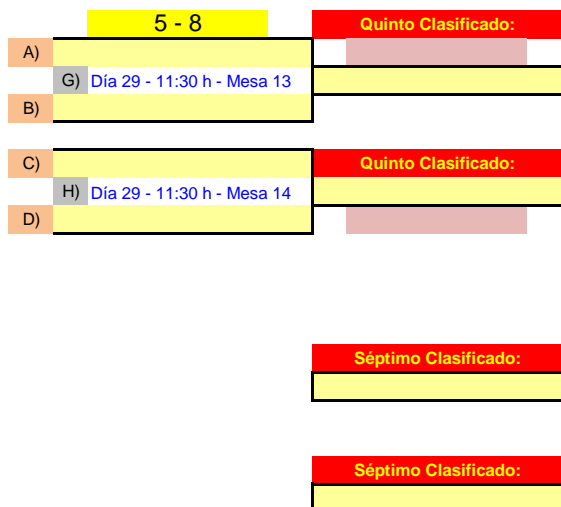 5 - 8
Quinto Clasificado:
A)
G) Día 29 - 11:30 h - Mesa 13
B)
C)
Quinto Clasificado:
H) Día 29 - 11:30 h - Mesa 14
D)
Séptimo Clasificado:
Séptimo Clasificado: